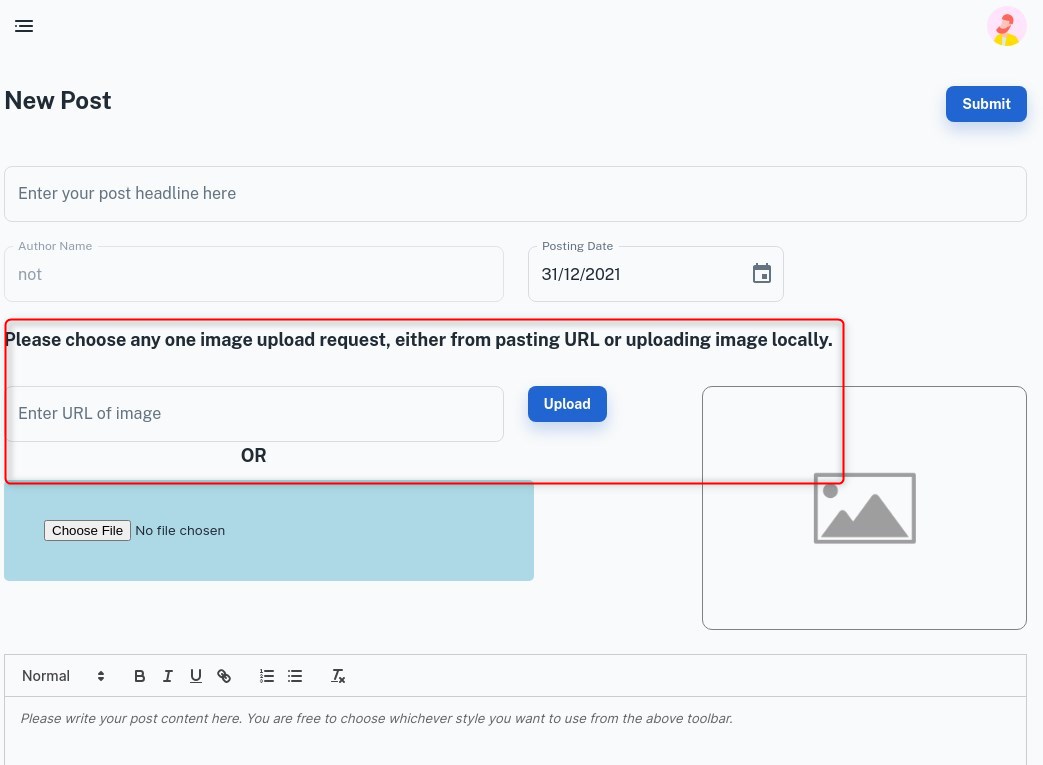 New Post
Submit
Enter your post headline here
Author Name
Posting Date
not
31/12/2021
Please choose any one image upload request, either from pasting URL or uploading image locally.
Enter URL of image
Upload
OR
Choose File No file chosen
Normal
B I U
Please write your post content here. You are free to choose whichever style you want to use from the above toolbar.